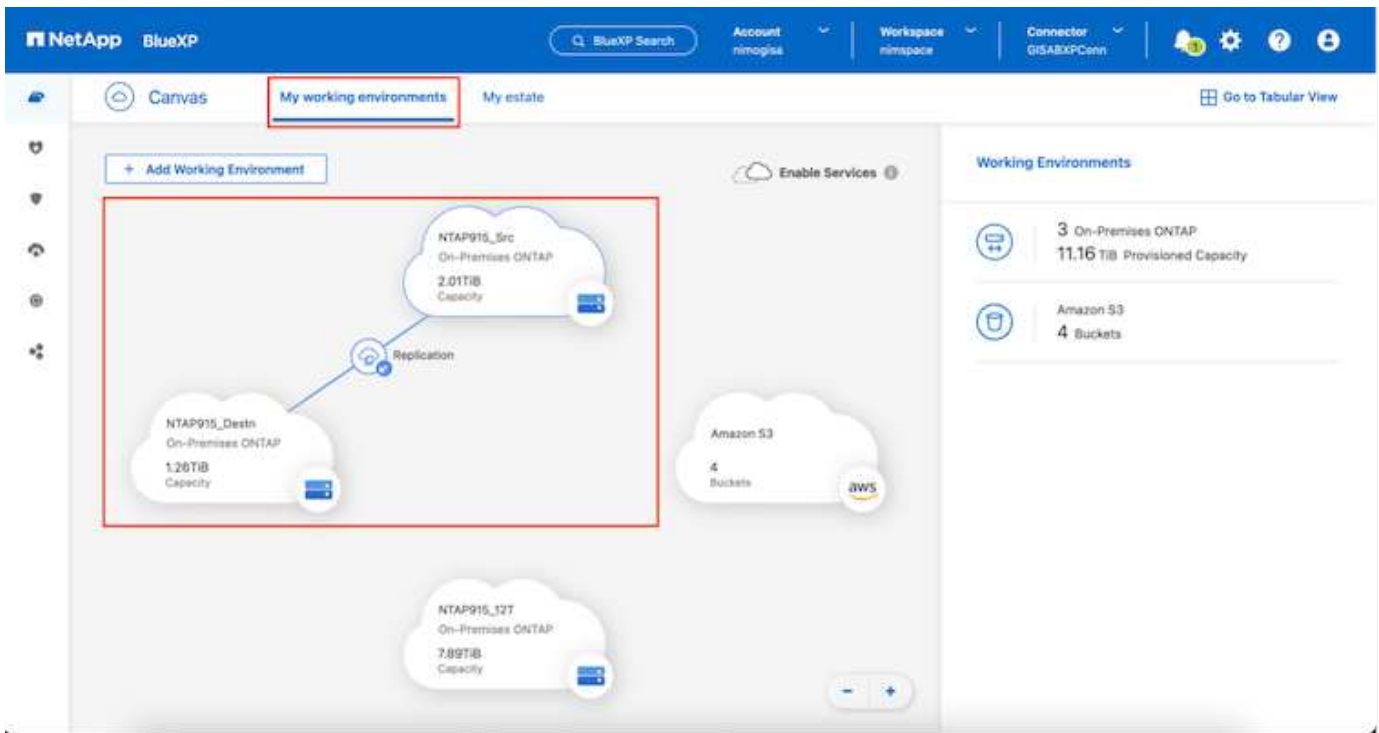 NetApp BlueXP
BlueXP Search
Account
nimogisa
Workspace
nimspace
Connector
GISABXPConn
1
Canvas
My working environments
My estate
Go to Tabular View
+ Add Working Environment
Enable Services
Working Environments
NTAP915_Src
On-Premises ONTAP
2.01TiB
Capacity
3 On-Premises ONTAP
11.16 TiB Provisioned Capacity
Amazon S3
4 Buckets
Replication
NTAP915_Destn
On-Premises ONTAP
1.26TiB
Capacity
Amazon S3
4
Buckets
aws
NTAP915_12T
On-Premises ONTAP
7.89TiB
Capacity
- +